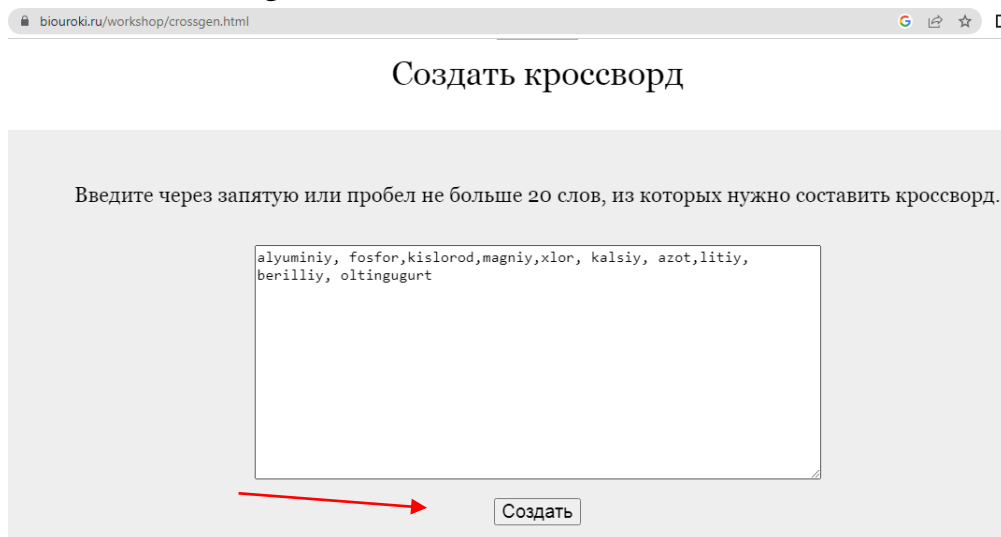 biouroki.ru/workshop/crossgen.html
Создать кроссворд
Введите через запятую или пробел не больше 20 слов, из которых нужно составить кроссворд.
alyuminiy, fosfor,kislorod,magniy,xlor, kalsiy, azot,litiy,
berilliy, oltingugurt
Создать